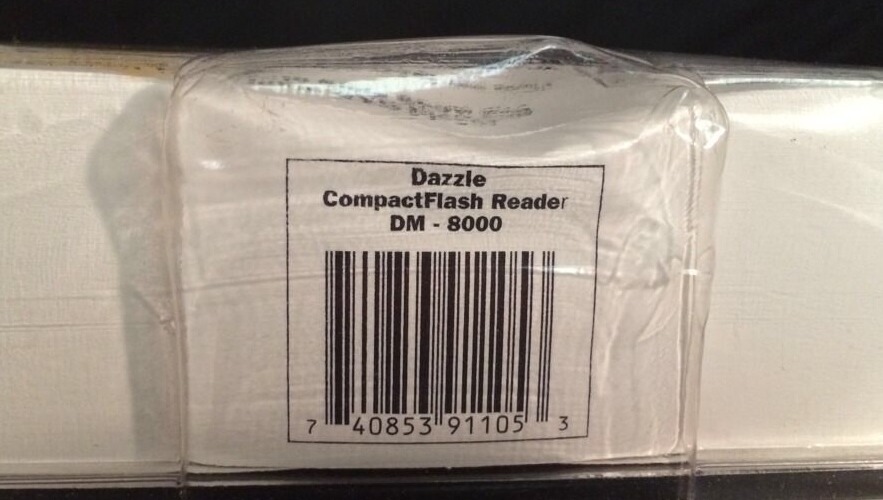 Dazzle
CompactFlash Reader
DM - 8000
7 40853 91105 3